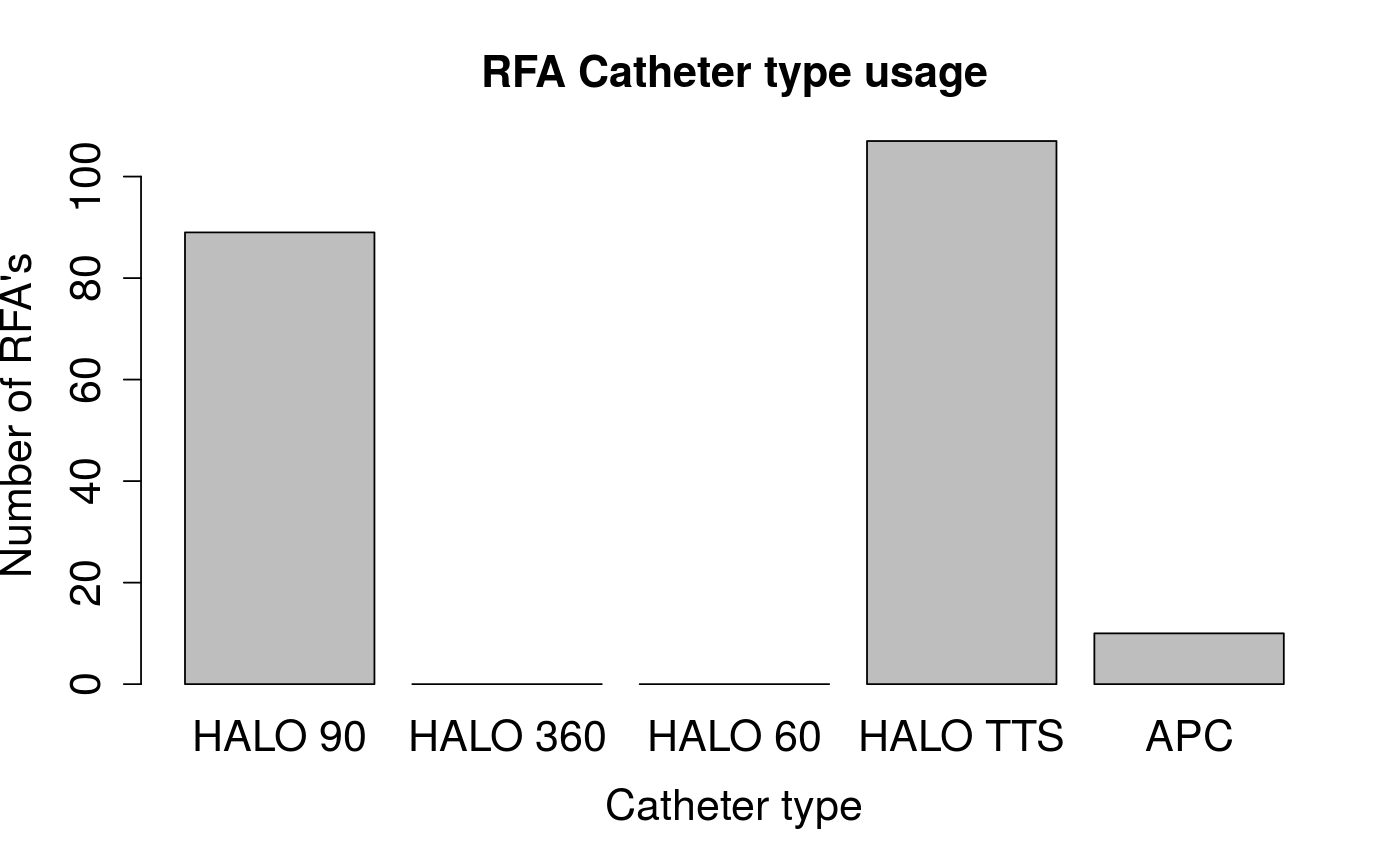 RFA Catheter type usage
Number of RFA's
100
80
60
40
20
0
HALO 90 HALO 360 HALO 60 HALO TTS APC
Catheter type